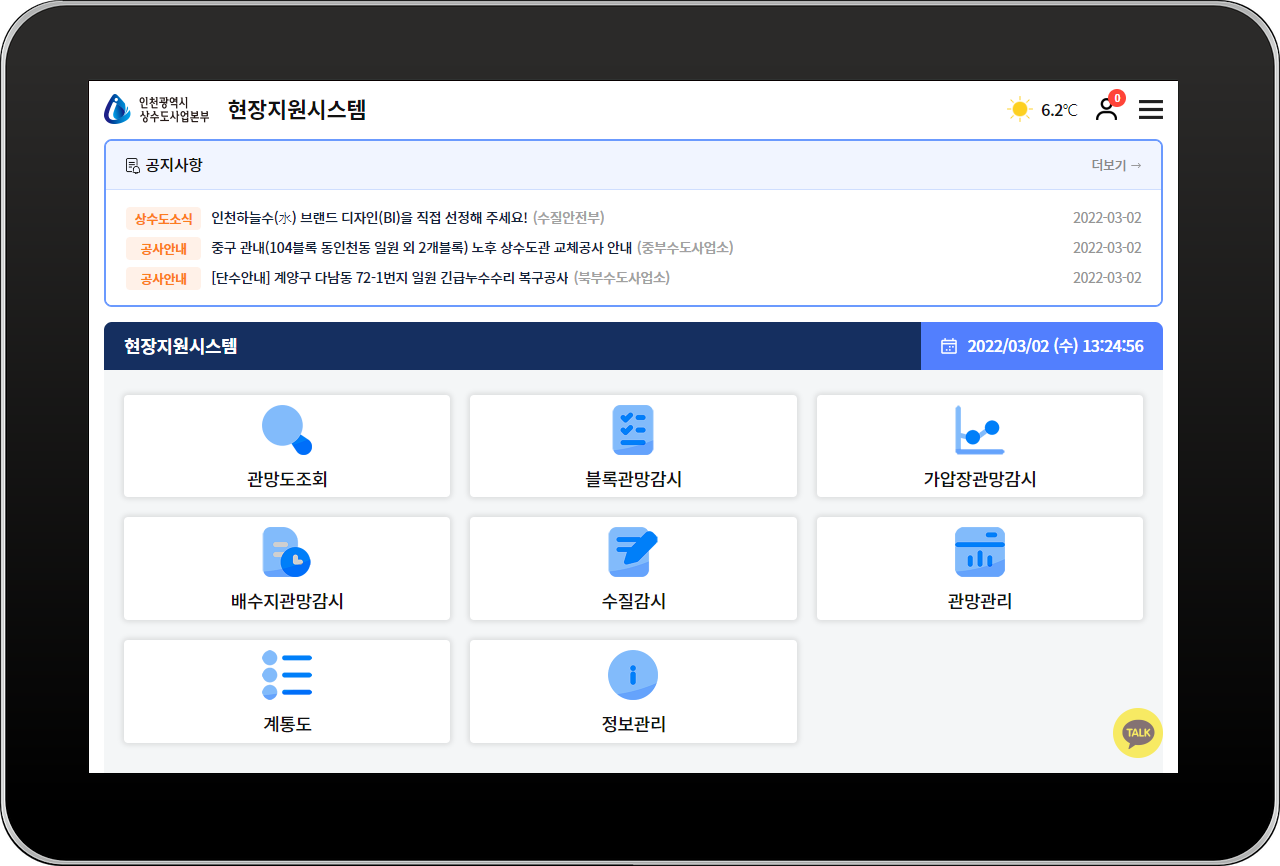 인천광역시
상수도사업본부
현장지원시스템
6.2℃
0
공지사항
더보기 →
상수도소식 인천하늘수(水) 브랜드 디자인(BI)을 직접 선정해 주세요! (수질안전부) 2022-03-02
공사안내 중구 관내(104블록 동인천동 일원 외 2개블록) 노후 상수도관 교체공사 안내 (중부수도사업소) 2022-03-02
공사안내 [단수안내] 계양구 다남동 72-1번지 일원 긴급누수수리 복구공사 (북부수도사업소) 2022-03-02
현장지원시스템
2022/03/02 (수) 13:24:56
관망도조회
블록관망감시
가압장관망감시
배수지관망감시
수질감시
관망관리
계통도
정보관리
TALK